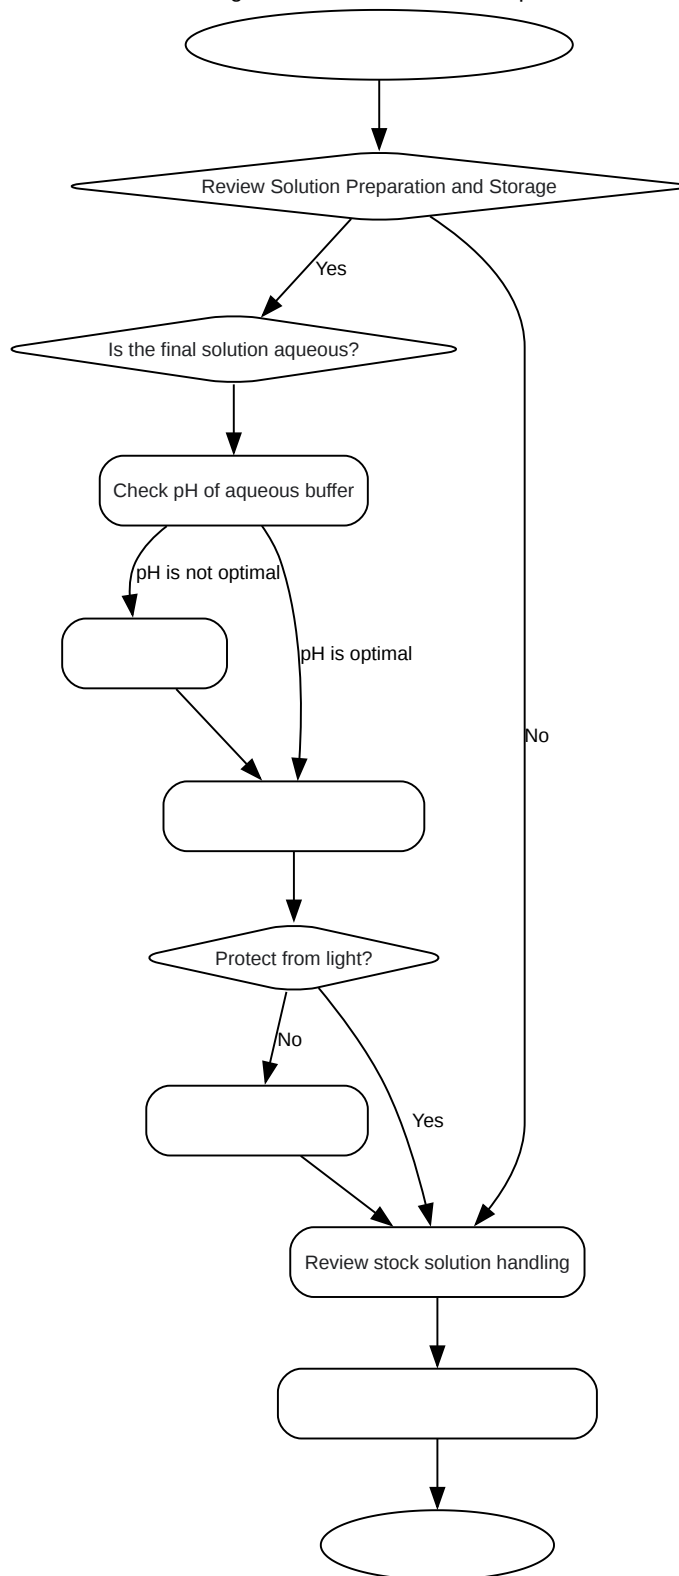 Review Solution Preparation and Storage
Yes
Is the final solution aqueous?
Check pH of aqueous buffer
pH is not optimal
pH is optimal
No
Protect from light?
No
Yes
Review stock solution handling